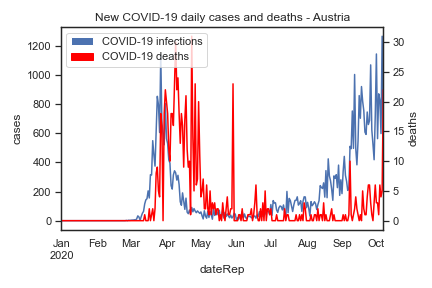 New COVID-19 daily cases and deaths - Austria
COVID-19 infections
COVID-19 deaths
cases
1200
1000
800
600
400
200
0
deaths
30
25
20
15
10
5
0
Jan Feb Mar Apr May Jun Jul Aug Sep Oct
2020
dateRep